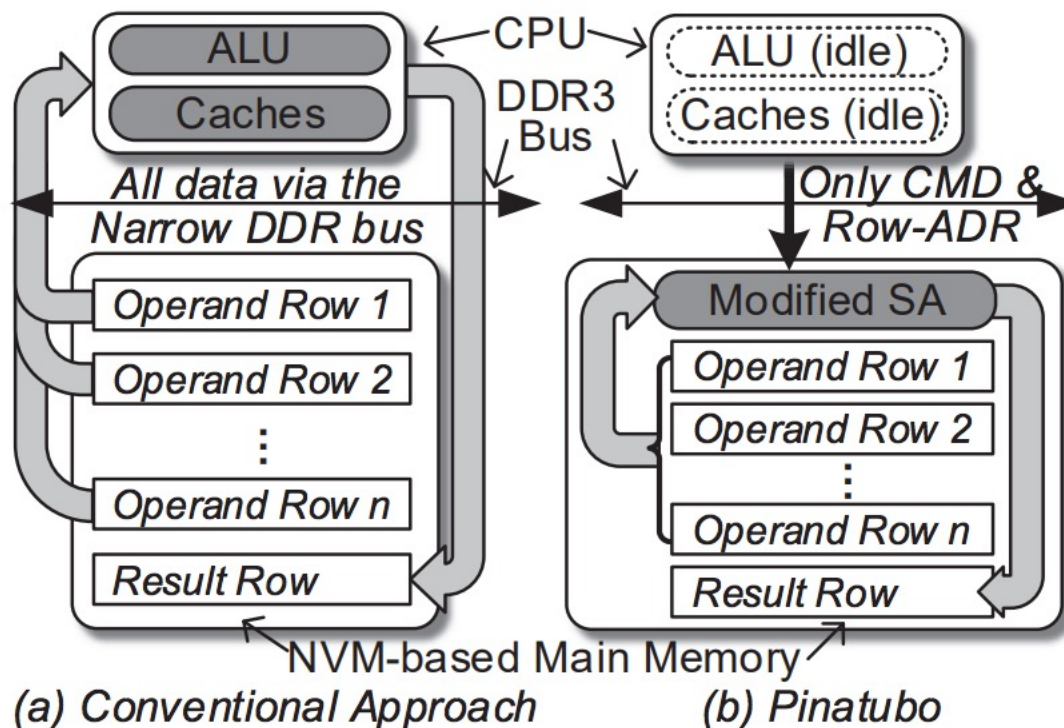 ALU
Caches
CPU
DDR3
Bus
ALU (idle)
Caches (idle)
All data via the
Narrow DDR bus
Only CMD &
Row-ADR
Operand Row 1
Operand Row 2
⋮
Operand Row n
Result Row
Modified SA
Operand Row 1
Operand Row 2
⋮
Operand Row n
Result Row
NVM-based Main Memory
(a) Conventional Approach
(b) Pinatubo